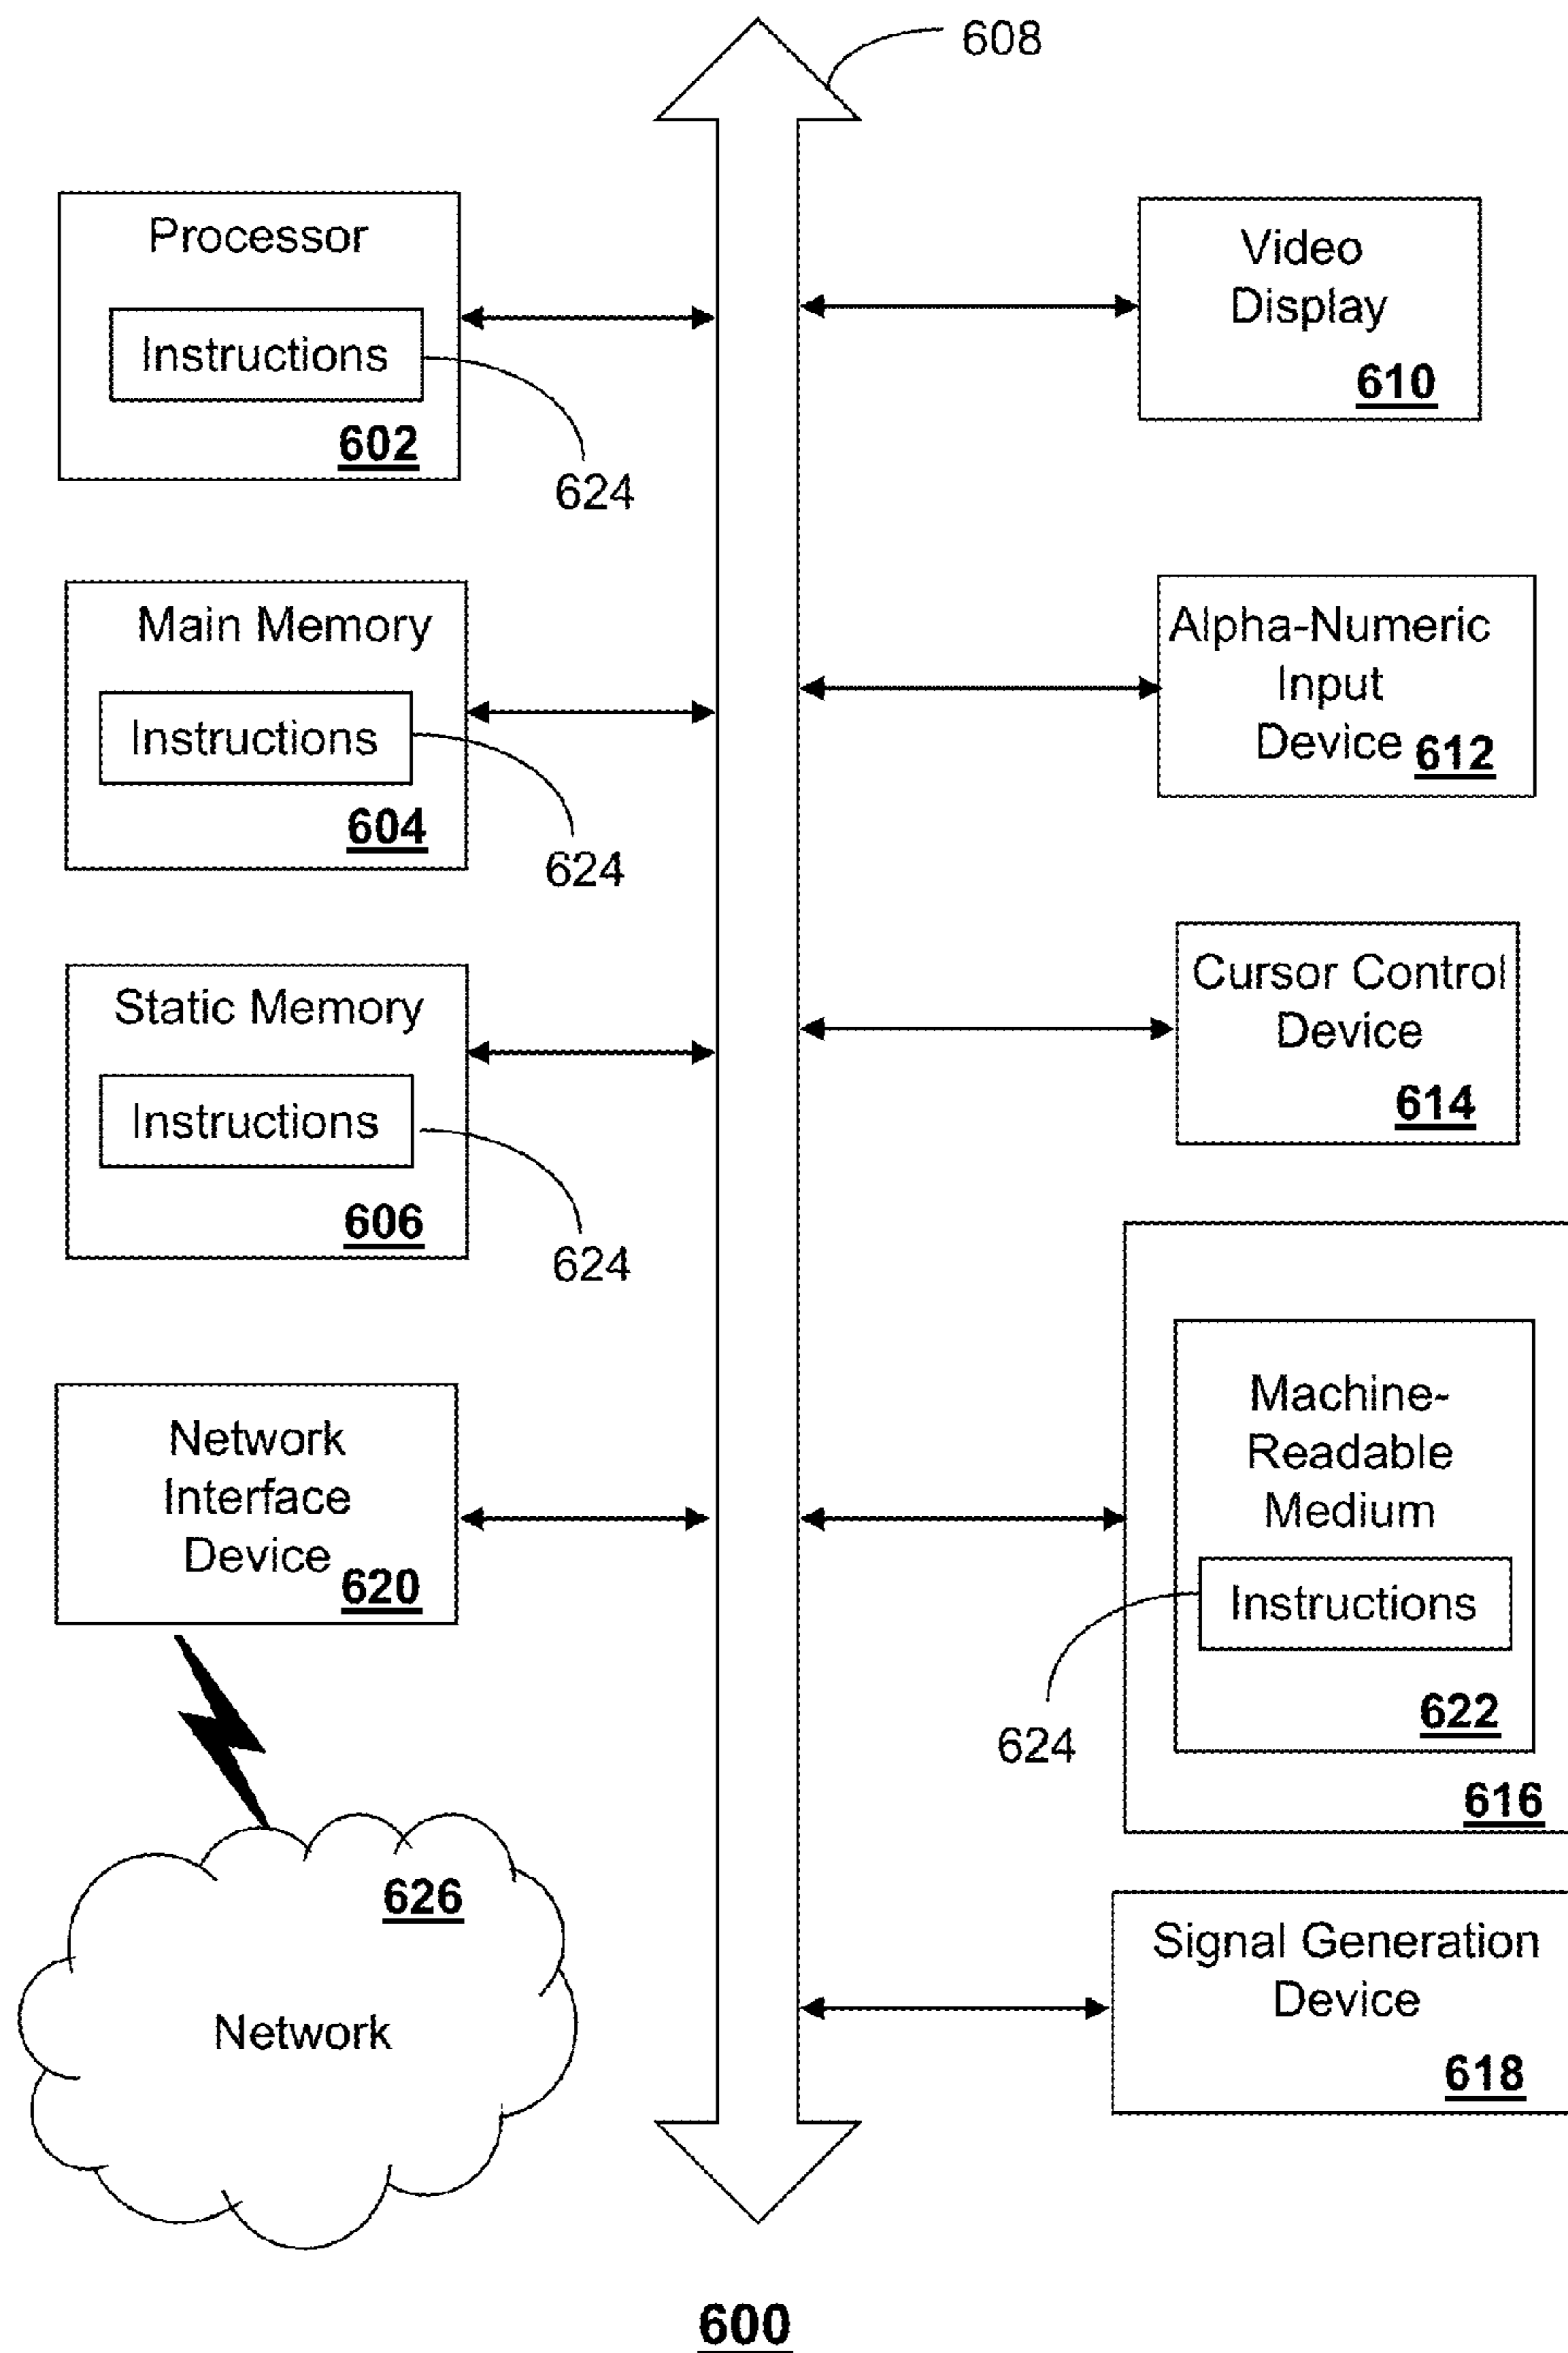 608
Processor
Instructions
602
624
Main Memory
Instructions
604
624
Static Memory
Instructions
606
624
Network
Interface
Device
620
626
Network
Video
Display
610
Alpha-Numeric
Input
Device
612
Cursor Control
Device
614
Machine-
Readable
Medium
Instructions
624
622
616
Signal Generation
Device
618
600